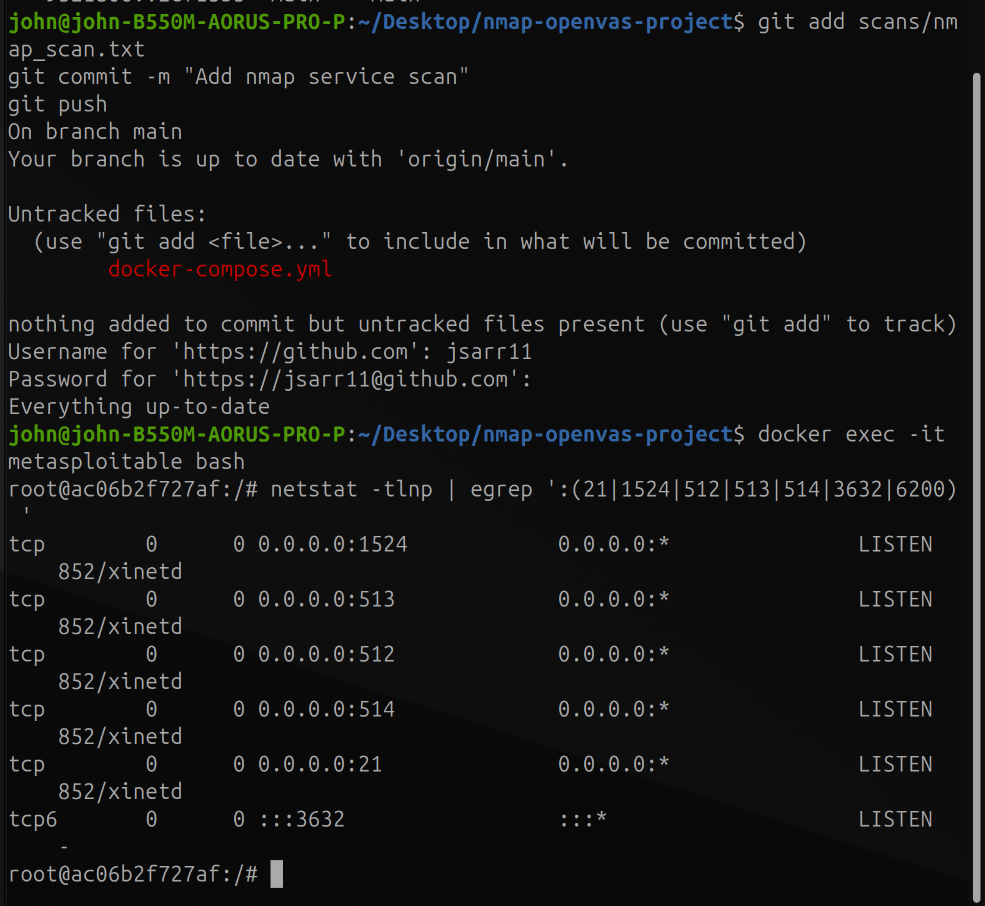 john@john-B550M-AORUS-PRO-P:~/Desktop/nmap-openvas-project$ git add scans/nm
ap_scan.txt
git commit -m "Add nmap service scan"
git push
On branch main
Your branch is up to date with 'origin/main'.
Untracked files:
  (use "git add <file>..." to include in what will be committed)
        docker-compose.yml
nothing added to commit but untracked files present (use "git add" to track)
Username for 'https://github.com': jsarr11
Password for 'https://jsarr11@github.com':
Everything up-to-date
john@john-B550M-AORUS-PRO-P:~/Desktop/nmap-openvas-project$ docker exec -it
metasploitable bash
root@ac06b2f727af:/# netstat -tlnp | egrep ':(21|1524|512|513|514|3632|6200)
 '
tcp        0      0 0.0.0.0:1524            0.0.0.0:*               LISTEN
    852/xinetd
tcp        0      0 0.0.0.0:513             0.0.0.0:*               LISTEN
    852/xinetd
tcp        0      0 0.0.0.0:512             0.0.0.0:*               LISTEN
    852/xinetd
tcp        0      0 0.0.0.0:514             0.0.0.0:*               LISTEN
    852/xinetd
tcp        0      0 0.0.0.0:21              0.0.0.0:*               LISTEN
    852/xinetd
tcp6       0      0 :::3632                 :::*                    LISTEN
    -
root@ac06b2f727af:/#